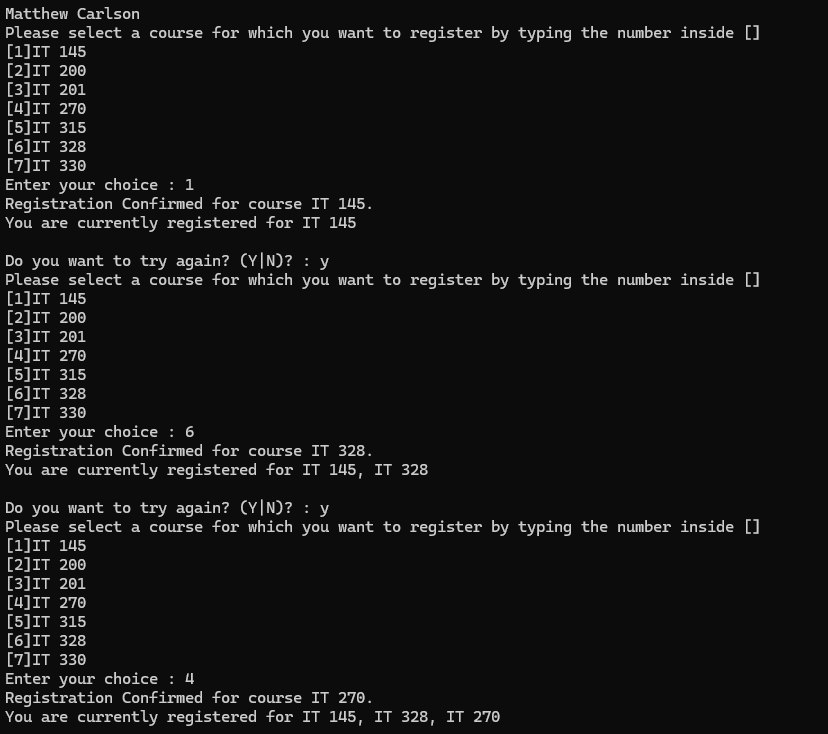 Matthew Carlson
Please select a course for which you want to register by typing the number inside []
[1]IT 145
[2]IT 200
[3]IT 201
[4]IT 270
[5]IT 315
[6]IT 328
[7]IT 330
Enter your choice : 1
Registration Confirmed for course IT 145.
You are currently registered for IT 145

Do you want to try again? (Y|N)? : y
Please select a course for which you want to register by typing the number inside []
[1]IT 145
[2]IT 200
[3]IT 201
[4]IT 270
[5]IT 315
[6]IT 328
[7]IT 330
Enter your choice : 6
Registration Confirmed for course IT 328.
You are currently registered for IT 145, IT 328

Do you want to try again? (Y|N)? : y
Please select a course for which you want to register by typing the number inside []
[1]IT 145
[2]IT 200
[3]IT 201
[4]IT 270
[5]IT 315
[6]IT 328
[7]IT 330
Enter your choice : 4
Registration Confirmed for course IT 270.
You are currently registered for IT 145, IT 328, IT 270